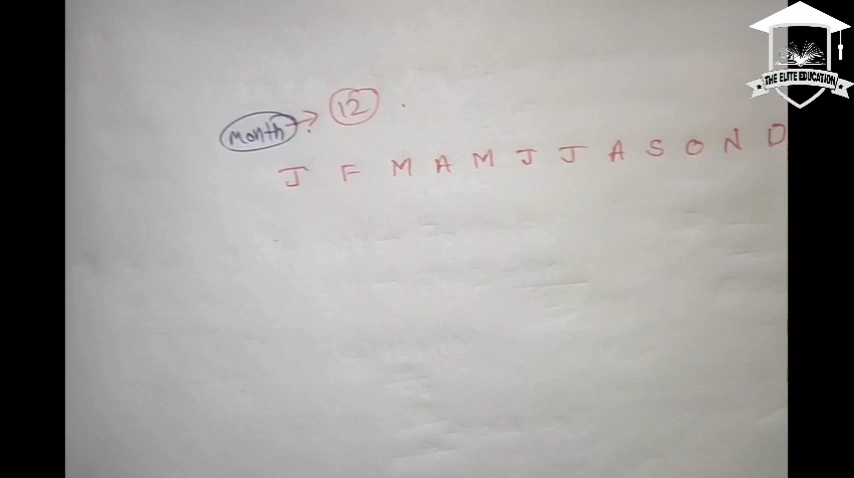 THE ELITE EDUCATION
month → 12 .
J F M A M J J A S O N D